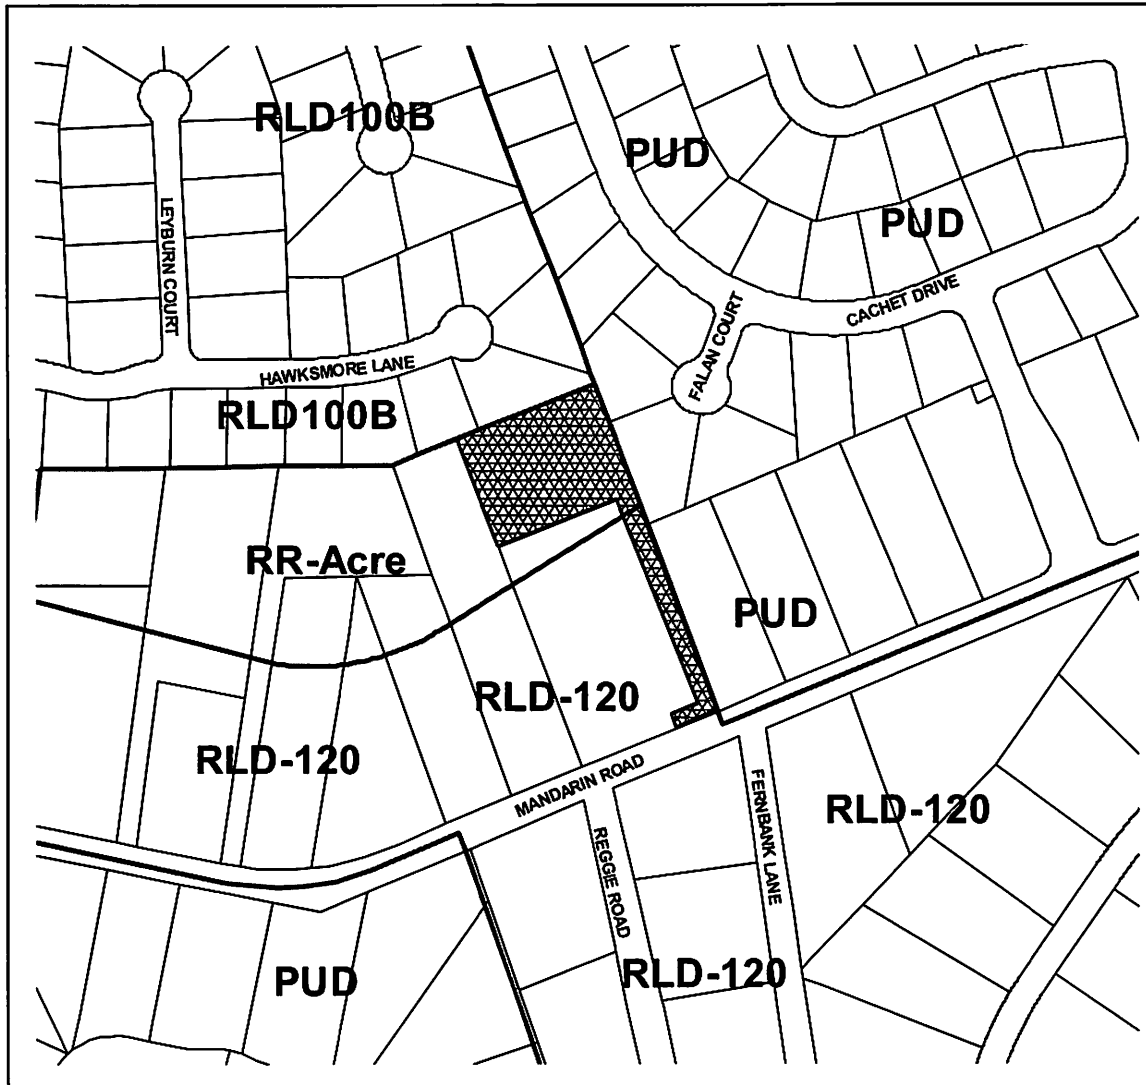 RLD100B
PUD
PUD
LEYBURN COURT
FALAN COURT
CACHET DRIVE
HAWKSMORE LANE
RLD100B
RR-Acre
PUD
RLD-120
RLD-120
MANDARIN ROAD
FERNBANK LANE
RLD-120
REGGIE ROAD
PUD
RLD-120